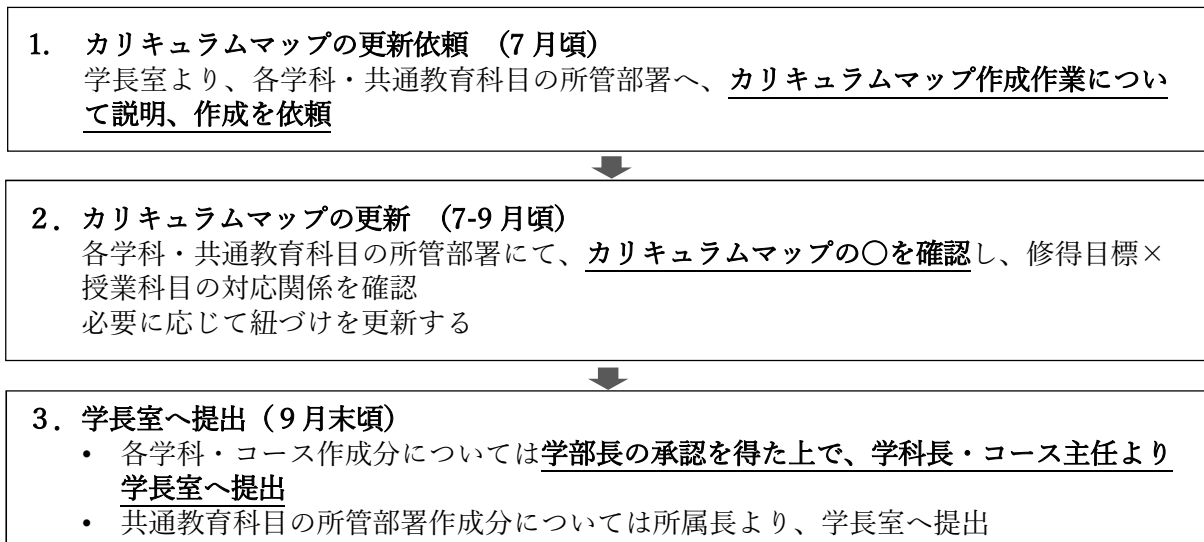 1. カリキュラムマップの更新依頼 （7月頃）
学長室より、各学科・共通教育科目の所管部署へ、カリキュラムマップ作成作業につい
て説明、作成を依頼
２．カリキュラムマップの更新 （7-9月頃）
各学科・共通教育科目の所管部署にて、カリキュラムマップの○を確認し、修得目標×
授業科目の対応関係を確認
必要に応じて紐づけを更新する
３．学長室へ提出（９月末頃）
• 各学科・コース作成分については学部長の承認を得た上で、学科長・コース主任より
学長室へ提出
• 共通教育科目の所管部署作成分については所属長より、学長室へ提出